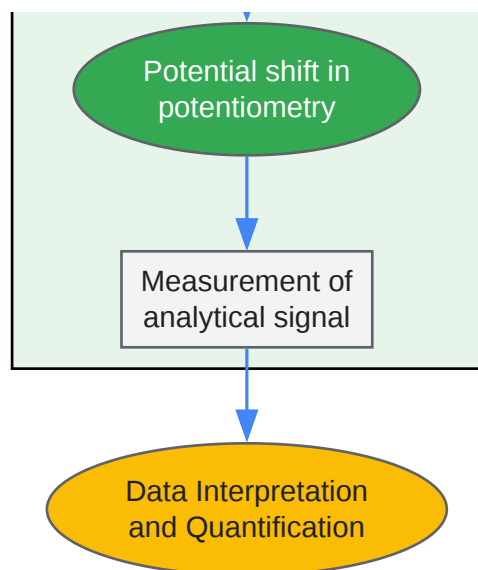 Potential shift in
potentiometry
Measurement of
analytical signal
Data Interpretation
and Quantification